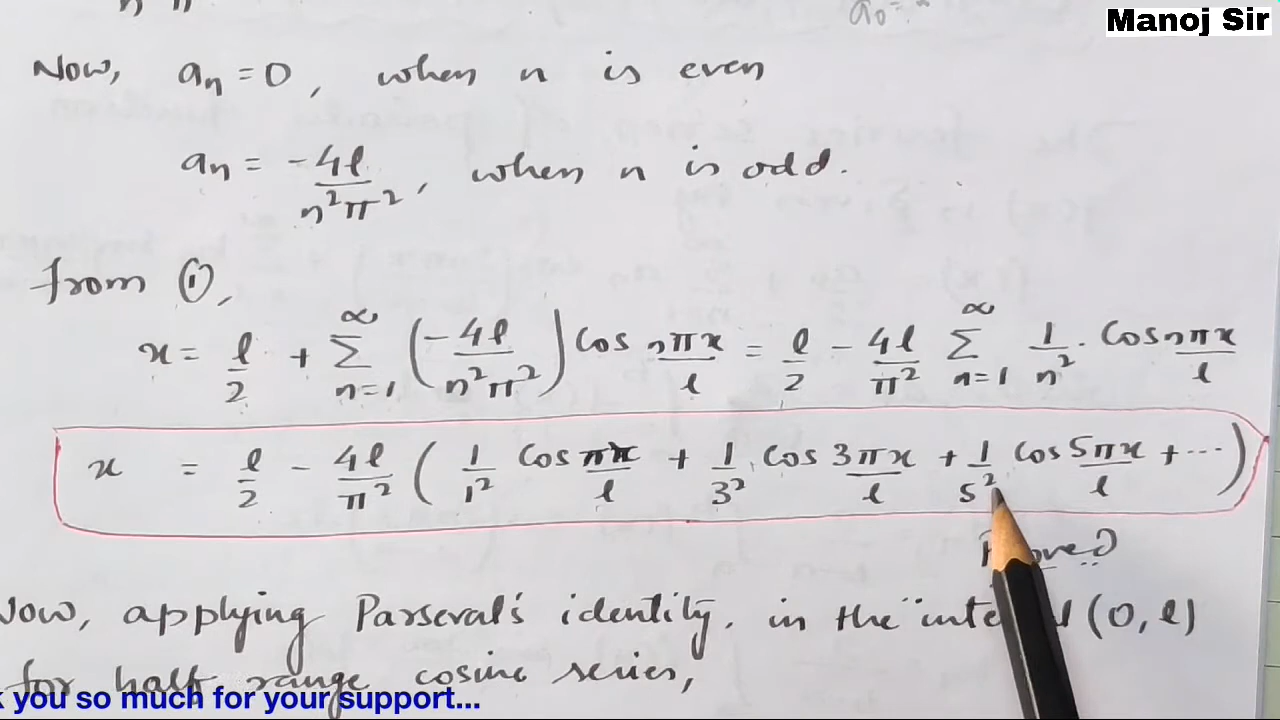 Manoj Sir
Now, aₙ = 0, when n is even
aₙ = -4l/n²π², when n is odd.
from ①,
x = l/2 + ∑_{n=1}^{∞} (-4l/n²π²) cos nπx/l = l/2 - 4l/π² ∑_{n=1}^{∞} 1/n² · cos nπx/l
x = l/2 - 4l/π² ( 1/1² cos πx/l + 1/3² cos 3πx/l + 1/5² cos 5πx/l + ... )
Now, applying Parseval's identity, in the (0, l)
for half range cosine series,
you so much for your support...